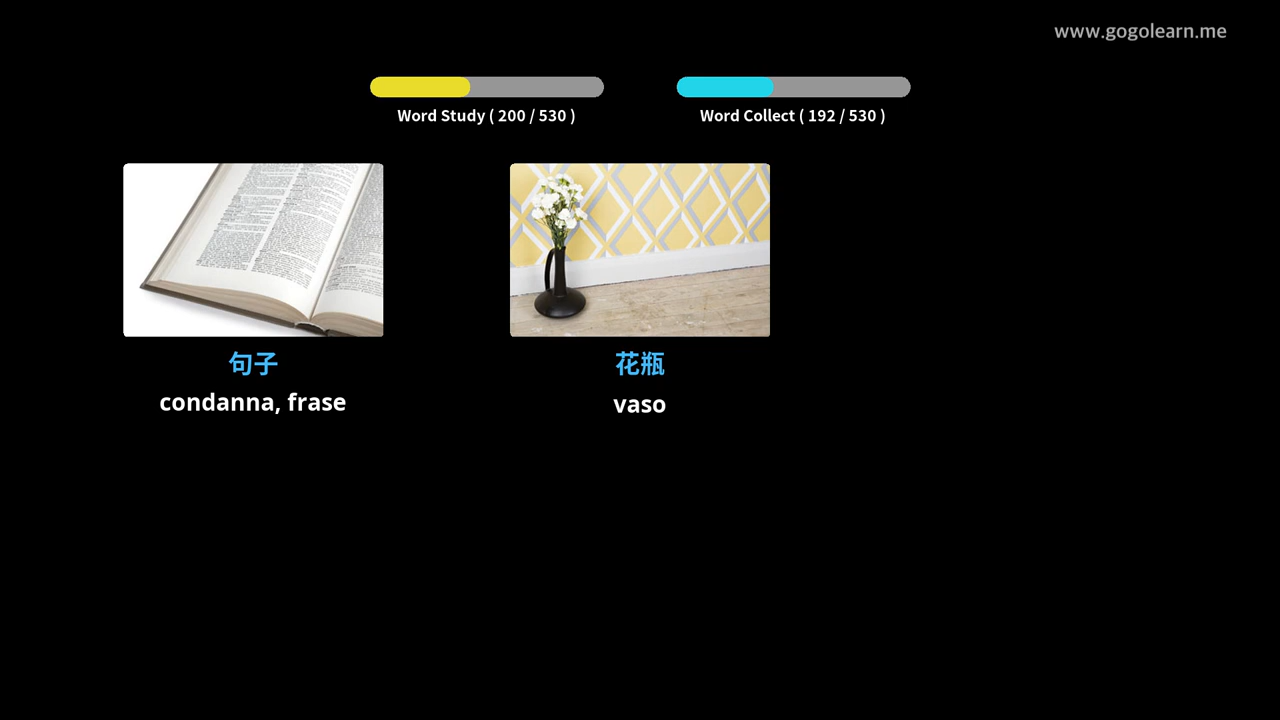 www.gogolearn.me
Word Study ( 200 / 530 )
Word Collect ( 192 / 530 )
句子
condanna, frase
花瓶
vaso